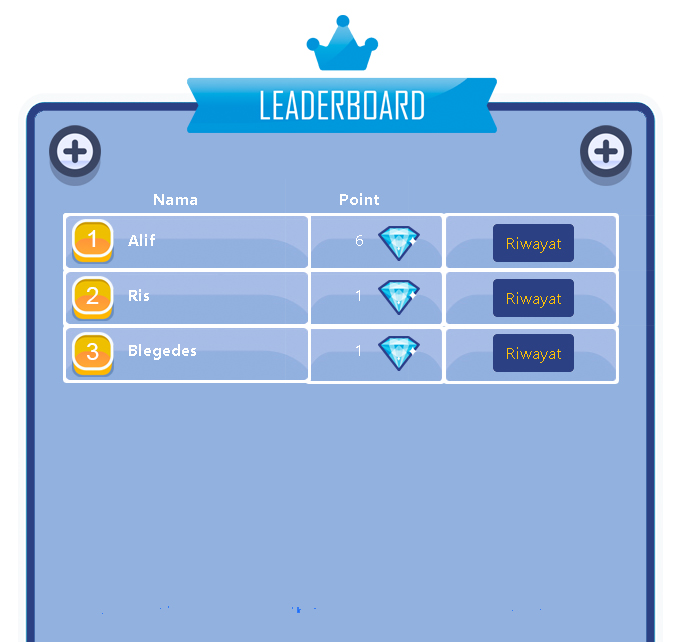 LEADERBOARD
Nama Point
1 Alif 6 Riwayat
2 Ris 1 Riwayat
3 Blegedes 1 Riwayat